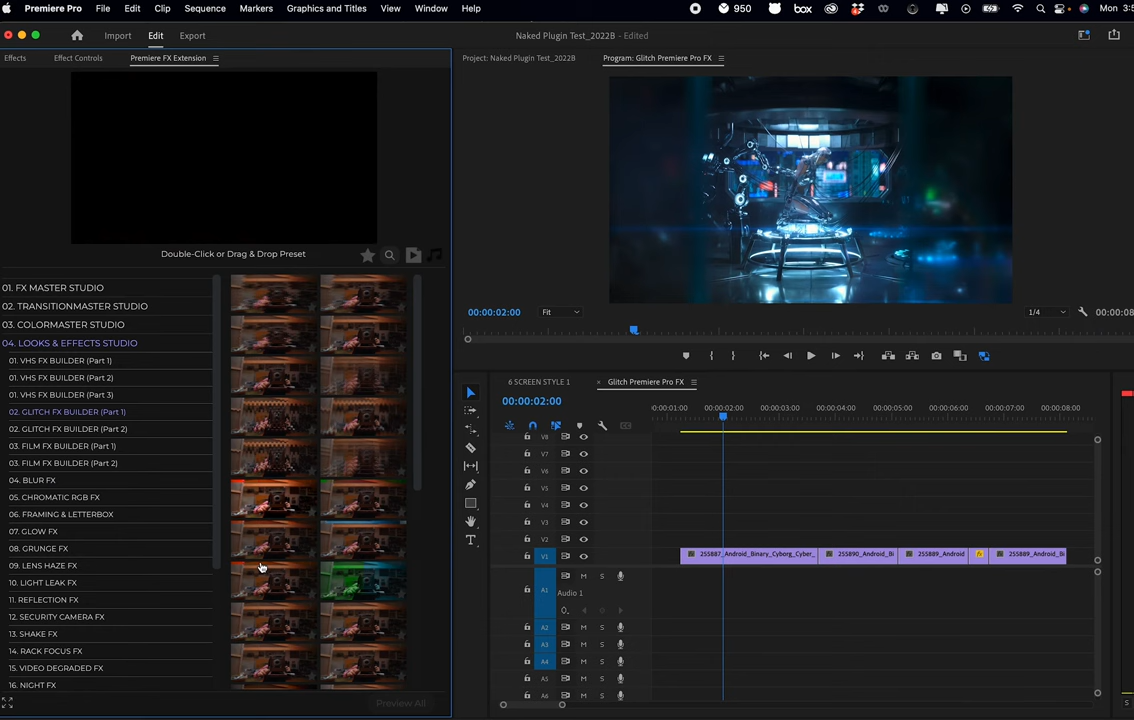 Premiere Pro File Edit Clip Sequence Markers Graphics and Titles View Window Help 950 box Mon 3:5
Import Edit Export Naked Plugin Test_2022B - Edited
Effects Effect Controls Premiere FX Extension
Project: Naked Plugin Test_2022B Program: Glitch Premiere Pro FX
Double-Click or Drag & Drop Preset
01. FX MASTER STUDIO
02. TRANSITIONMASTER STUDIO
03. COLORMASTER STUDIO
04. LOOKS & EFFECTS STUDIO
01. VHS FX BUILDER (Part 1)
01. VHS FX BUILDER (Part 2)
01. VHS FX BUILDER (Part 3)
02. GLITCH FX BUILDER (Part 1)
02. GLITCH FX BUILDER (Part 2)
03. FILM FX BUILDER (Part 1)
03. FILM FX BUILDER (Part 2)
04. BLUR FX
05. CHROMATIC RGB FX
06. FRAMING & LETTERBOX
07. GLOW FX
08. GRUNGE FX
09. LENS HAZE FX
10. LIGHT LEAK FX
11. REFLECTION FX
12. SECURITY CAMERA FX
13. SHAKE FX
14. RACK FOCUS FX
15. VIDEO DEGRADED FX
16. NIGHT FX
Preview All
00:00:02:00 Fit 1/4 00:00:08
6 SCREEN STYLE 1 × Glitch Premiere Pro FX
00:00:02:00
0:00:01:00 00:00:02:00 00:00:03:00 00:00:04:00 00:00:05:00 00:00:06:00 00:00:07:00 00:00:08:00
V8
V7
V6
V5
V4
V3
V2
V1 255887_Android_Binary_Cyborg_Cyber_ 255890_Android_Bi 255889_Android fx 255889_Android_Bi
A1 M S
Audio 1
A2 M S
A3 M S
A4 M S
A5 M S
A6 M S
S